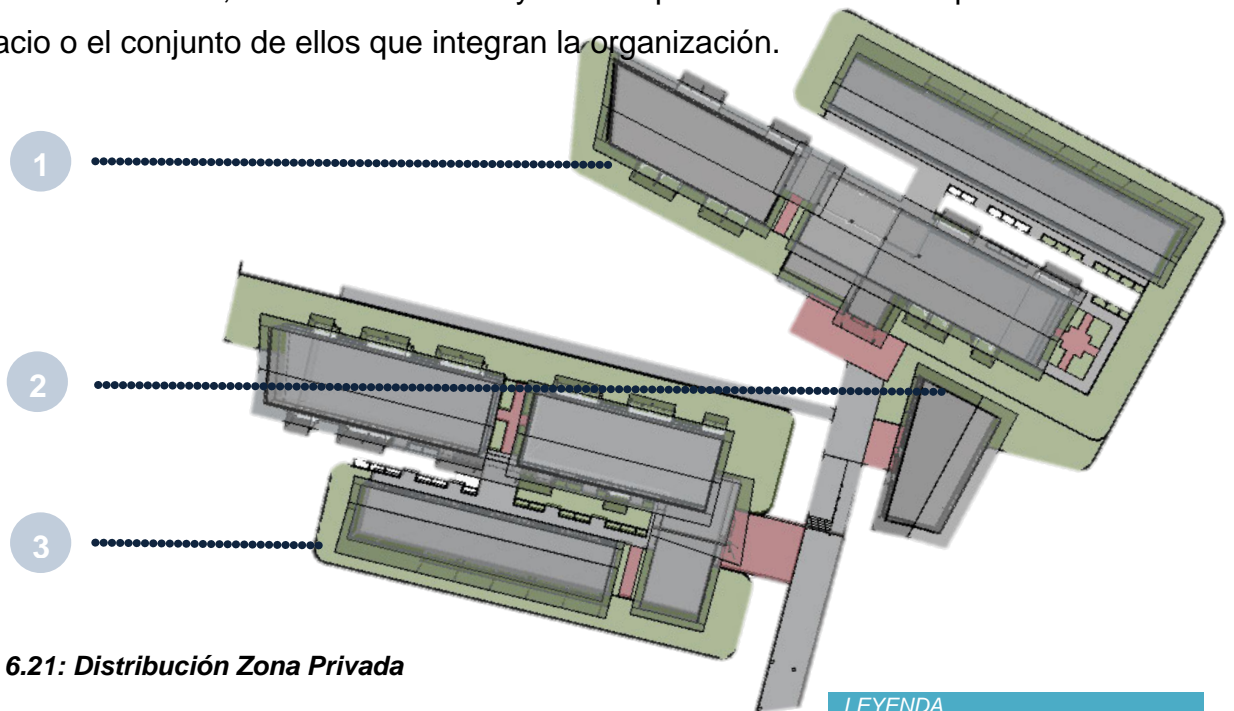 acio o el conjunto de ellos que integran la organización.
1
2
3
6.21: Distribución Zona Privada
LEYENDA